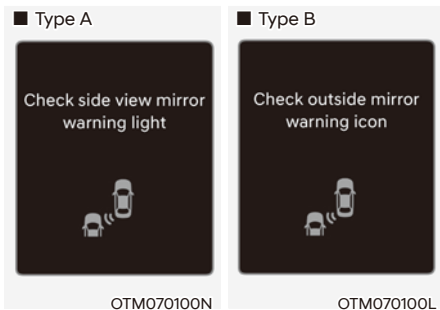 ■ Type A
Check side view mirror
warning light
OTM070100N
■ Type B
Check outside mirror
warning icon
OTM070100L